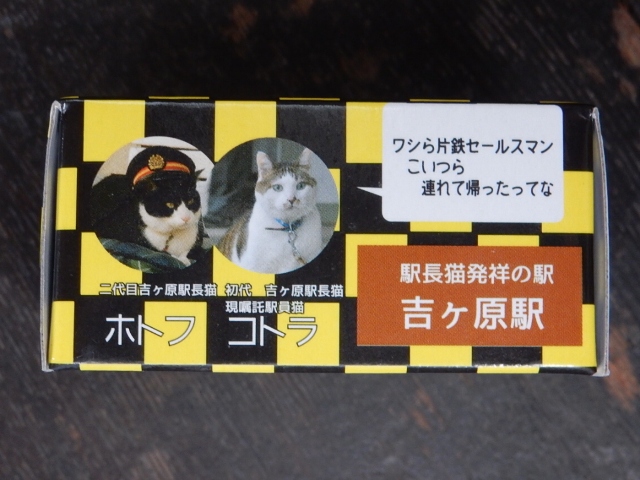 ワシら片鉄セールスマン
こいつら
連れて帰ったってな
二代目吉ヶ原駅長猫
ホトフ
初代　吉ヶ原駅長猫
現嘱託駅員猫
コトラ
駅長猫発祥の駅
吉ヶ原駅